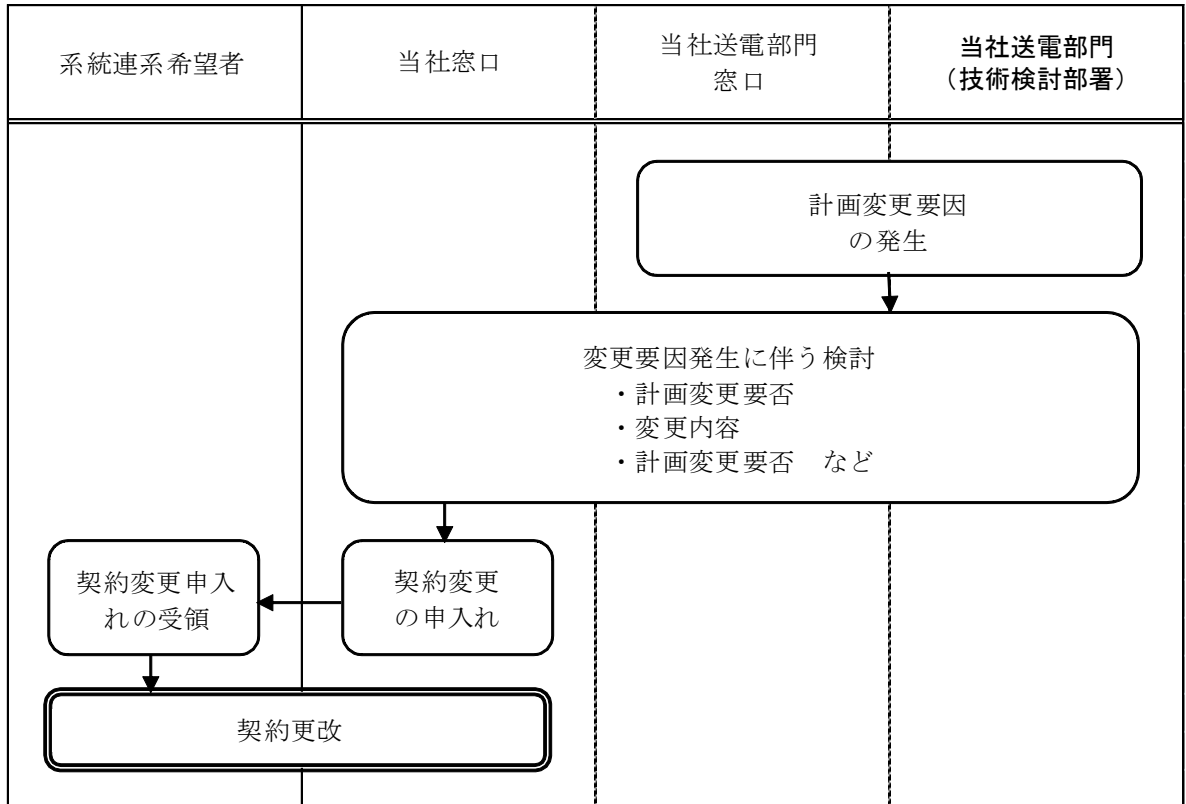 系統連系希望者
当社窓口
当社送電部門
窓口
当社送電部門
（技術検討部署）
計画変更要因
の発生
変更要因発生に伴う検討
・計画変更要否
・変更内容
・計画変更要否　など
契約変更申入
れの受領
契約変更
の申入れ
契約更改